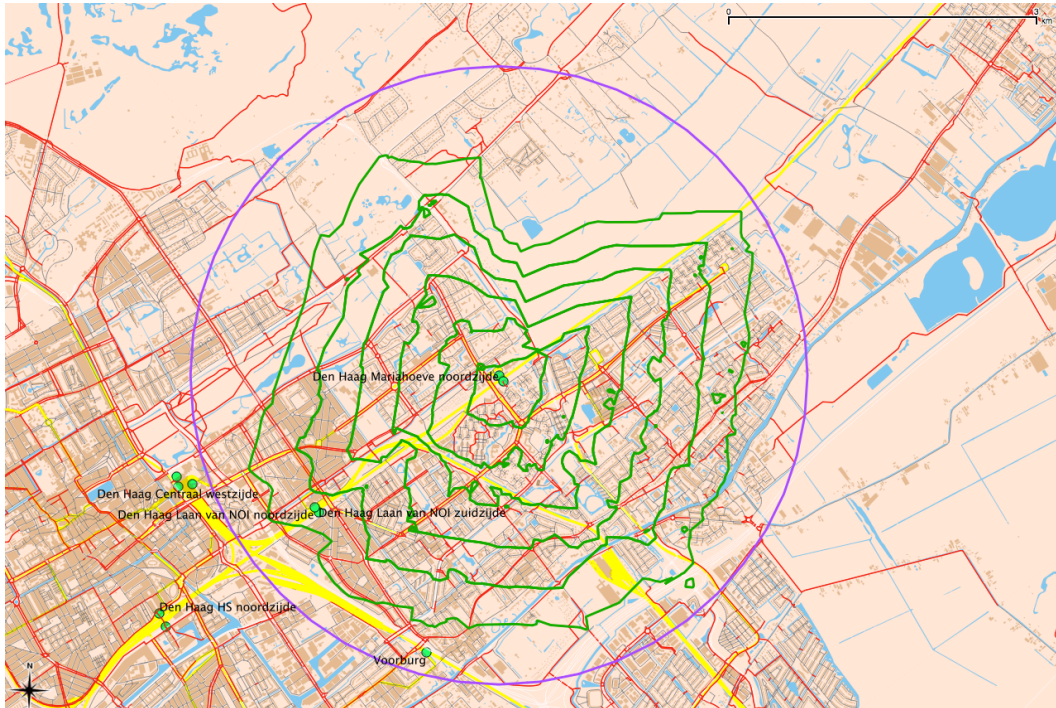 0 3
km
Den Haag Mariahoeve noordzijde
Den Haag Centraal westzijde
Den Haag Laan van NOI noordzijde
Den Haag Laan van NOI zuidzijde
Den Haag HS noordzijde
Voorburg
N